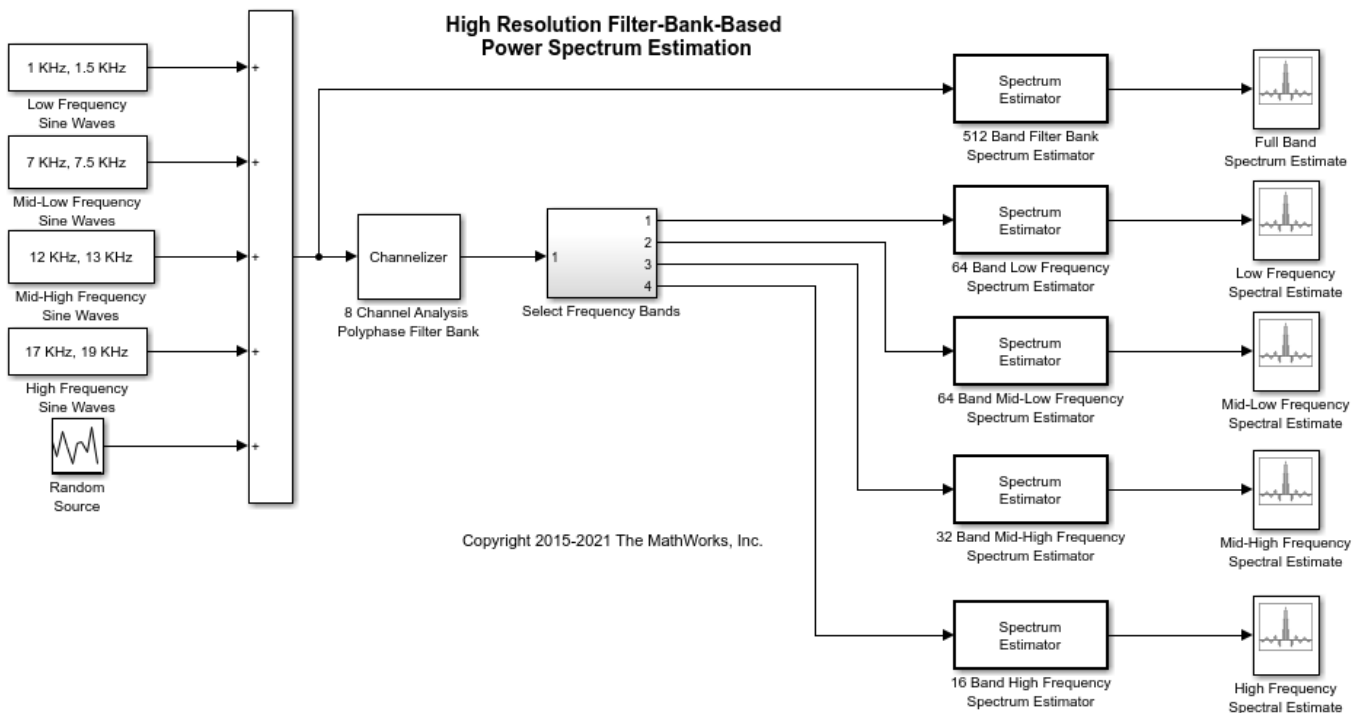 High Resolution Filter-Bank-Based
Power Spectrum Estimation
1 KHz, 1.5 KHz
Low Frequency
Sine Waves
7 KHz, 7.5 KHz
Mid-Low Frequency
Sine Waves
12 KHz, 13 KHz
Mid-High Frequency
Sine Waves
17 KHz, 19 KHz
High Frequency
Sine Waves
Random
Source
+
+
+
+
+
Channelizer
8 Channel Analysis
Polyphase Filter Bank
1
1
2
3
4
Select Frequency Bands
Spectrum
Estimator
512 Band Filter Bank
Spectrum Estimator
Full Band
Spectrum Estimate
Spectrum
Estimator
64 Band Low Frequency
Spectrum Estimator
Low Frequency
Spectral Estimate
Spectrum
Estimator
64 Band Mid-Low Frequency
Spectrum Estimator
Mid-Low Frequency
Spectral Estimate
Spectrum
Estimator
32 Band Mid-High Frequency
Spectrum Estimator
Mid-High Frequency
Spectral Estimate
Spectrum
Estimator
16 Band High Frequency
Spectrum Estimator
High Frequency
Spectral Estimate
Copyright 2015-2021 The MathWorks, Inc.